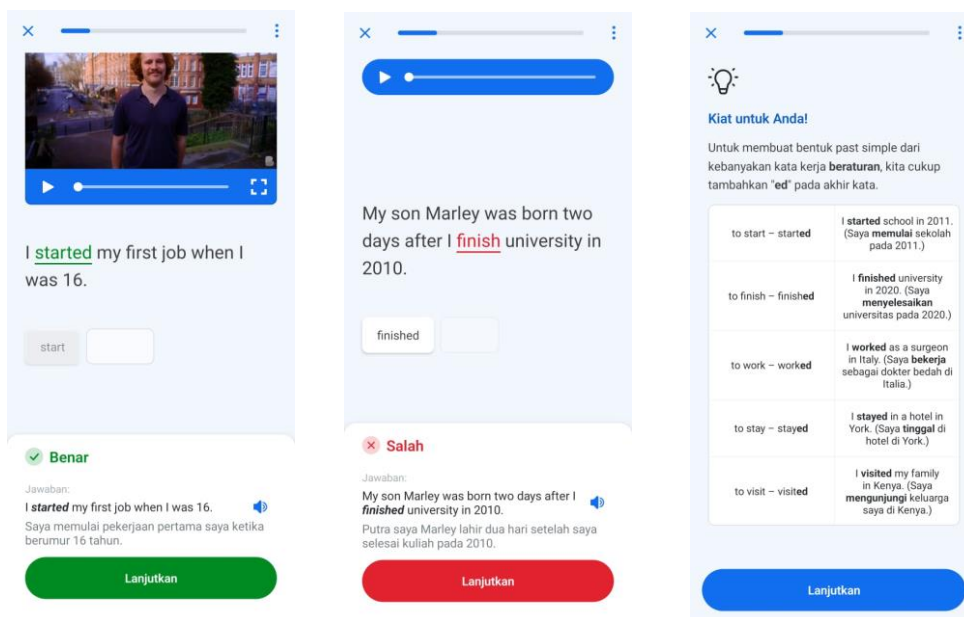 I started my first job when I
was 16.
start
Benar
Jawaban:
I started my first job when I was 16.
Saya memulai pekerjaan pertama saya ketika
berumur 16 tahun.
Lanjutkan
My son Marley was born two
days after I finish university in
2010.
finished
Salah
Jawaban:
My son Marley was born two days after I
finished university in 2010.
Putra saya Marley lahir dua hari setelah saya
selesai kuliah pada 2010.
Lanjutkan
Kiat untuk Anda!
Untuk membuat bentuk past simple dari
kebanyakan kata kerja beraturan, kita cukup
tambahkan "ed" pada akhir kata.
to start – started
I started school in 2011.
(Saya memulai sekolah
pada 2011.)
to finish – finished
I finished university
in 2020. (Saya
menyelesaikan
universitas pada 2020.)
to work – worked
I worked as a surgeon
in Italy. (Saya bekerja
sebagai dokter bedah di
Italia.)
to stay – stayed
I stayed in a hotel in
York. (Saya tinggal di
hotel di York.)
to visit – visited
I visited my family
in Kenya. (Saya
mengunjungi keluarga
saya di Kenya.)
Lanjutkan